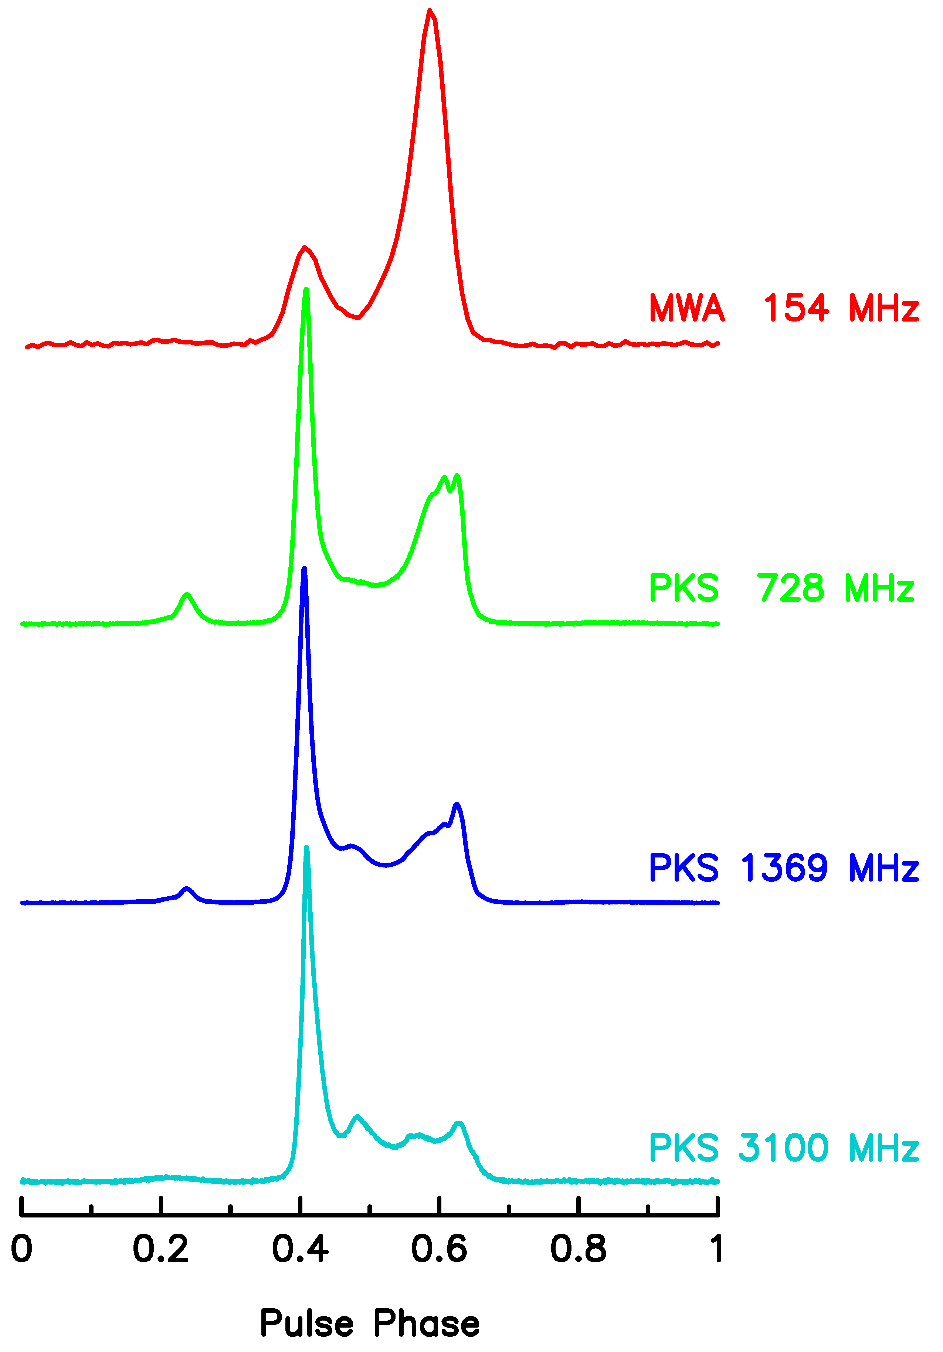 MWA 154 MHz
PKS 728 MHz
PKS 1369 MHz
PKS 3100 MHz
0 0.2 0.4 0.6 0.8 1
Pulse Phase